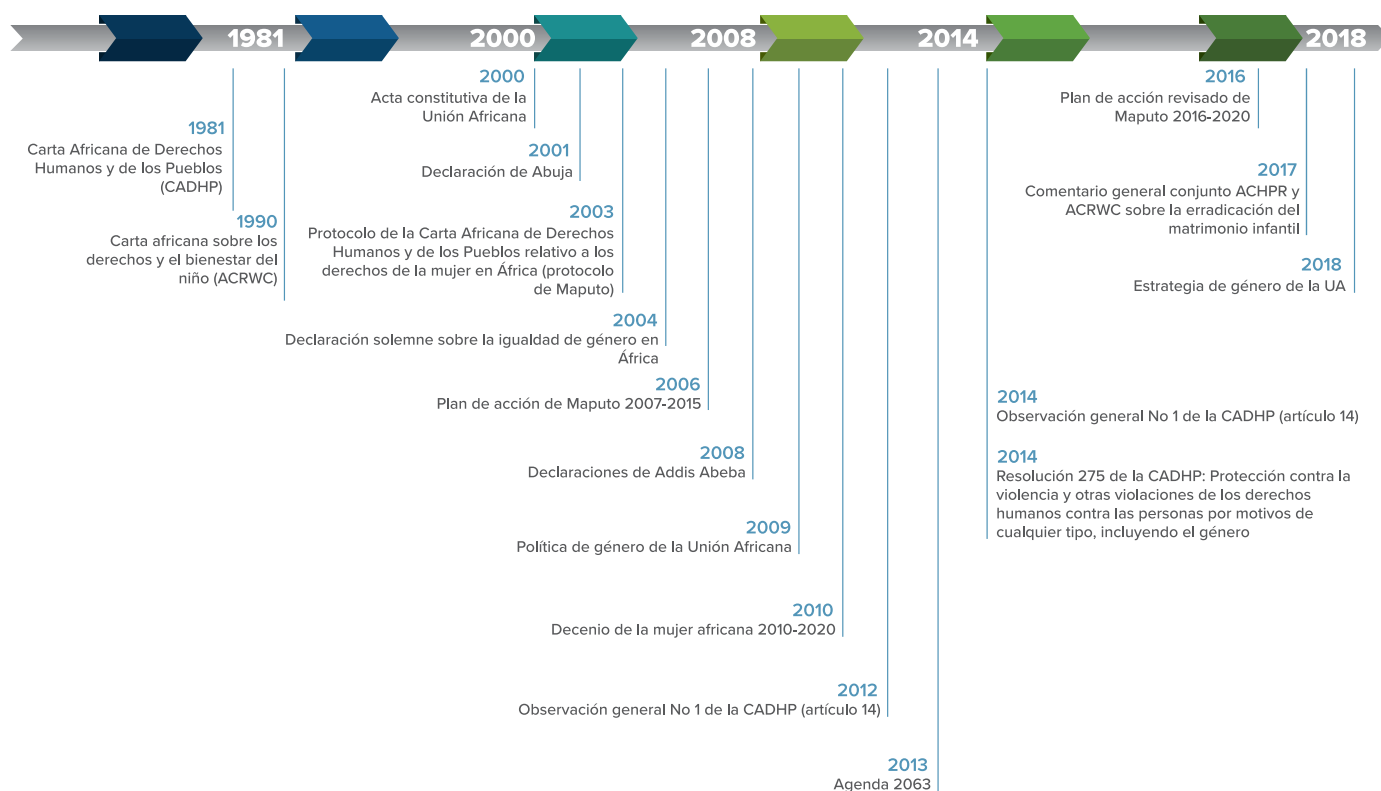 1981
2000
2008
2014
2018
1981
Carta Africana de Derechos
Humanos y de los Pueblos
(CADHP)
1990
Carta africana sobre los
derechos y el bienestar del
niño (ACRWC)
2000
Acta constitutiva de la
Unión Africana
2001
Declaración de Abuja
2003
Protocolo de la Carta Africana de Derechos
Humanos y de los Pueblos relativo a los
derechos de la mujer en África (protocolo
de Maputo)
2004
Declaración solemne sobre la igualdad de género en
África
2006
Plan de acción de Maputo 2007-2015
2008
Declaraciones de Addis Abeba
2009
Política de género de la Unión Africana
2010
Decenio de la mujer africana 2010-2020
2012
Observación general No 1 de la CADHP (artículo 14)
2013
Agenda 2063
2014
Observación general No 1 de la CADHP (artículo 14)
2014
Resolución 275 de la CADHP: Protección contra la
violencia y otras violaciones de los derechos
humanos contra las personas por motivos de
cualquier tipo, incluyendo el género
2016
Plan de acción revisado de
Maputo 2016-2020
2017
Comentario general conjunto ACHPR y
ACRWC sobre la erradicación del
matrimonio infantil
2018
Estrategia de género de la UA